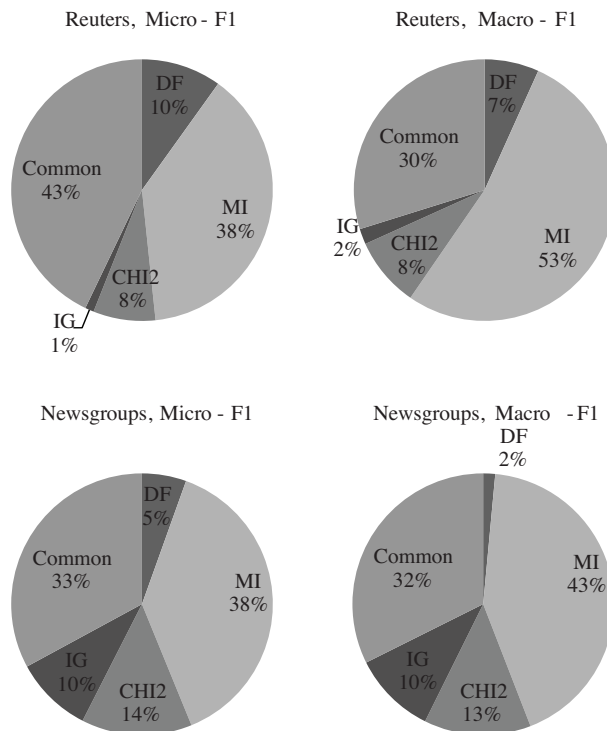 Reuters, Micro - F1
DF
10%
MI
38%
CHI2
8%
IG
1%
Common
43%
Reuters, Macro - F1
DF
7%
MI
53%
CHI2
8%
IG
2%
Common
30%
Newsgroups, Micro - F1
DF
5%
MI
38%
CHI2
14%
IG
10%
Common
33%
Newsgroups, Macro - F1
DF
2%
MI
43%
CHI2
13%
IG
10%
Common
32%